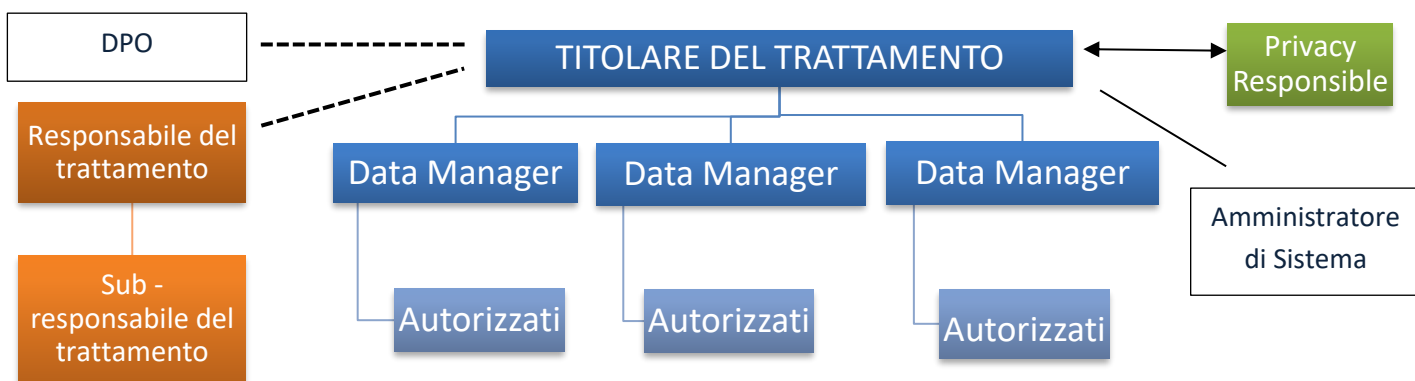 DPO
TITOLARE DEL TRATTAMENTO
Privacy
Responsible
Responsabile del
trattamento
Data Manager
Data Manager
Data Manager
Amministratore
di Sistema
Sub -
responsabile del
trattamento
Autorizzati
Autorizzati
Autorizzati